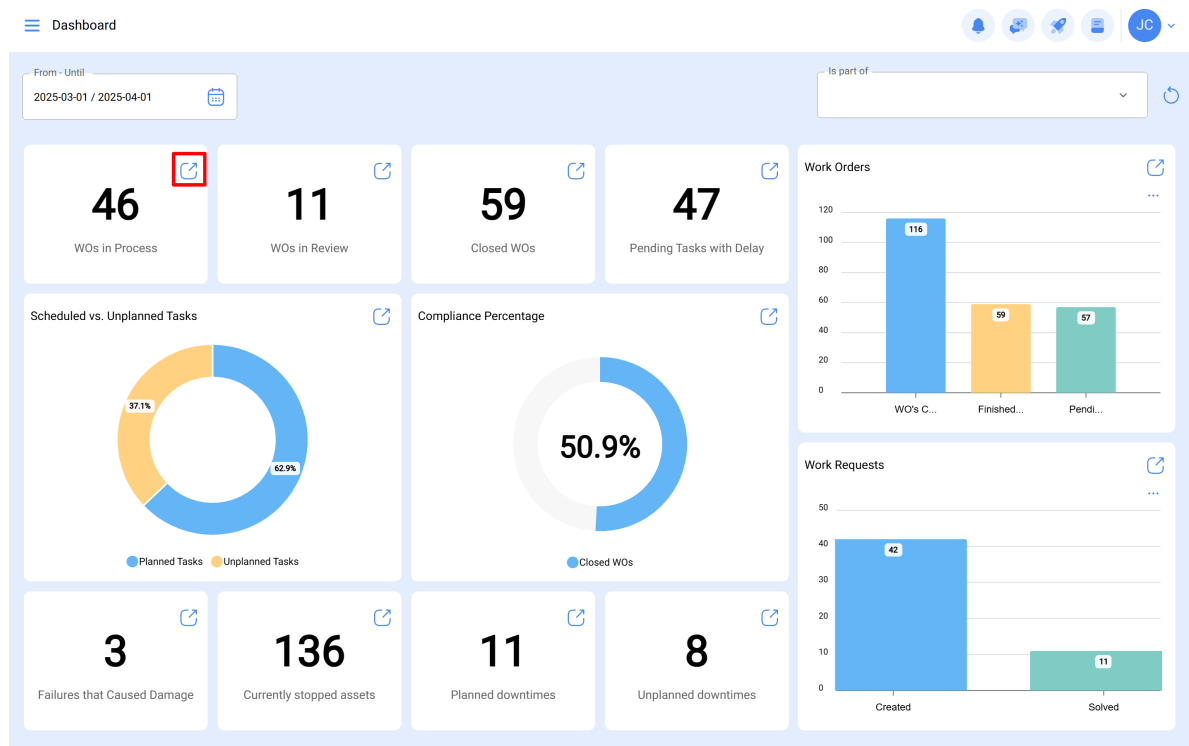 Dashboard
JC
From - Until
2025-03-01 / 2025-04-01
Is part of
46
WOs in Process
11
WOs in Review
59
Closed WOs
47
Pending Tasks with Delay
Work Orders
...
120
100
80
60
40
20
0
116
59
57
WO's C...
Finished...
Pendi...
Scheduled vs. Unplanned Tasks
37.1%
62.9%
Planned Tasks
Unplanned Tasks
Compliance Percentage
50.9%
Closed WOs
Work Requests
...
50
40
30
20
10
0
42
11
Created
Solved
3
Failures that Caused Damage
136
Currently stopped assets
11
Planned downtimes
8
Unplanned downtimes